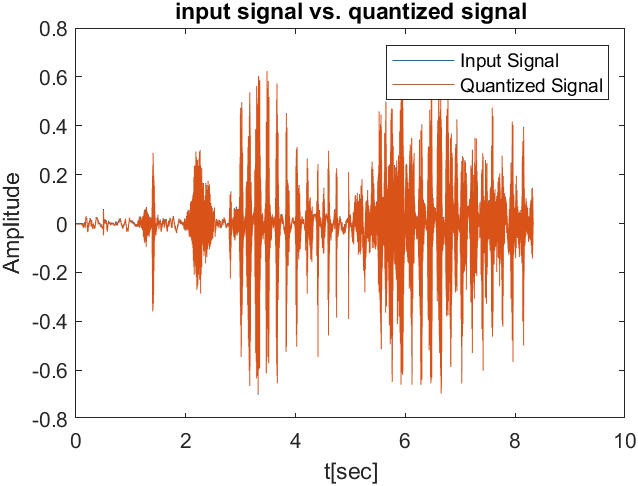 input signal vs. quantized signal
Input Signal
Quantized Signal
0.8
0.6
0.4
0.2
0
-0.2
-0.4
-0.6
-0.8
Amplitude
0 2 4 6 8 10
t[sec]